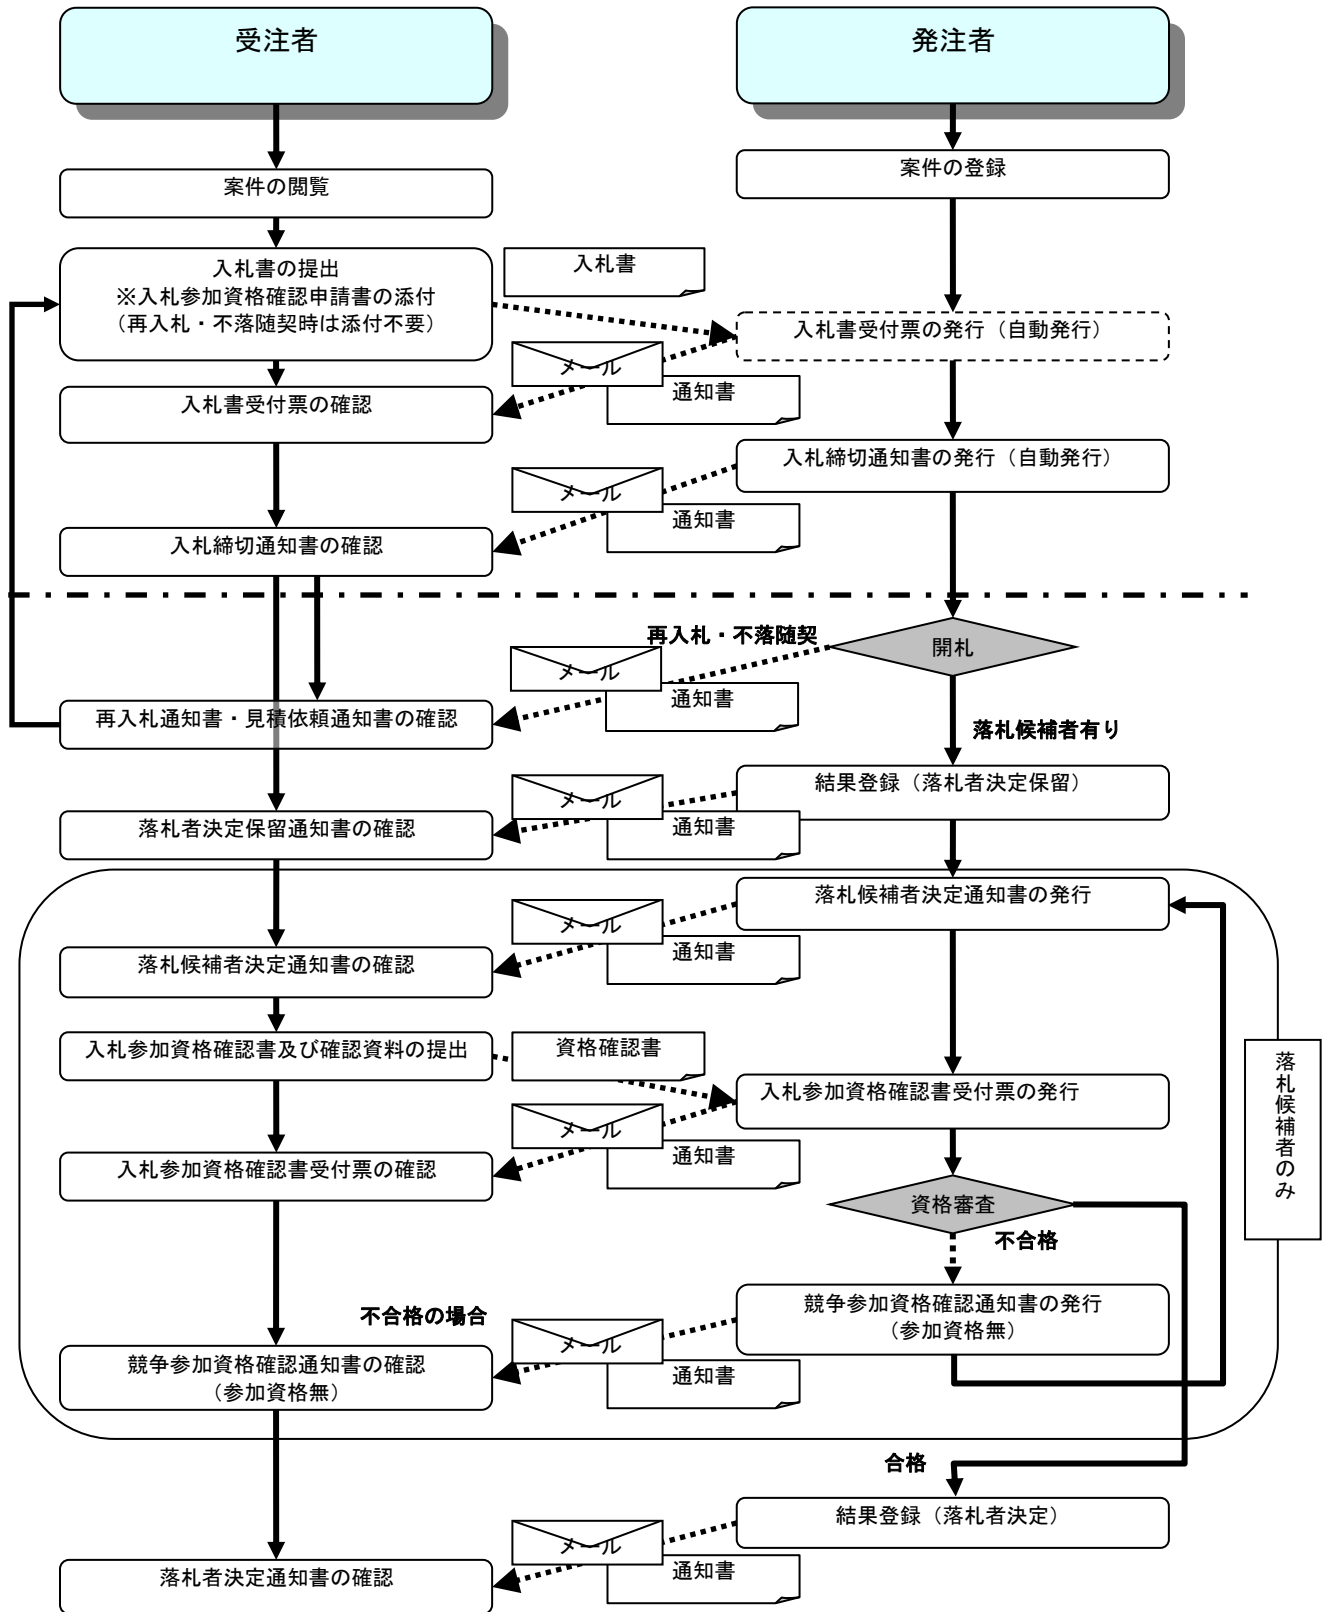 受注者
発注者
案件の閲覧
案件の登録
入札書の提出
※入札参加資格確認申請書の添付
（再入札・不落随契時は添付不要）
入札書
入札書受付票の発行（自動発行）
メール
通知書
入札書受付票の確認
入札締切通知書の発行（自動発行）
メール
通知書
入札締切通知書の確認
再入札・不落随契
開札
メール
通知書
再入札通知書・見積依頼通知書の確認
落札候補者有り
結果登録（落札者決定保留）
メール
通知書
落札者決定保留通知書の確認
落札候補者決定通知書の発行
メール
通知書
落札候補者決定通知書の確認
入札参加資格確認書及び確認資料の提出
資格確認書
落札候補者のみ
入札参加資格確認書受付票の発行
メール
通知書
入札参加資格確認書受付票の確認
資格審査
不合格
競争参加資格確認通知書の発行
（参加資格無）
不合格の場合
メール
通知書
競争参加資格確認通知書の確認
（参加資格無）
合格
結果登録（落札者決定）
メール
通知書
落札者決定通知書の確認